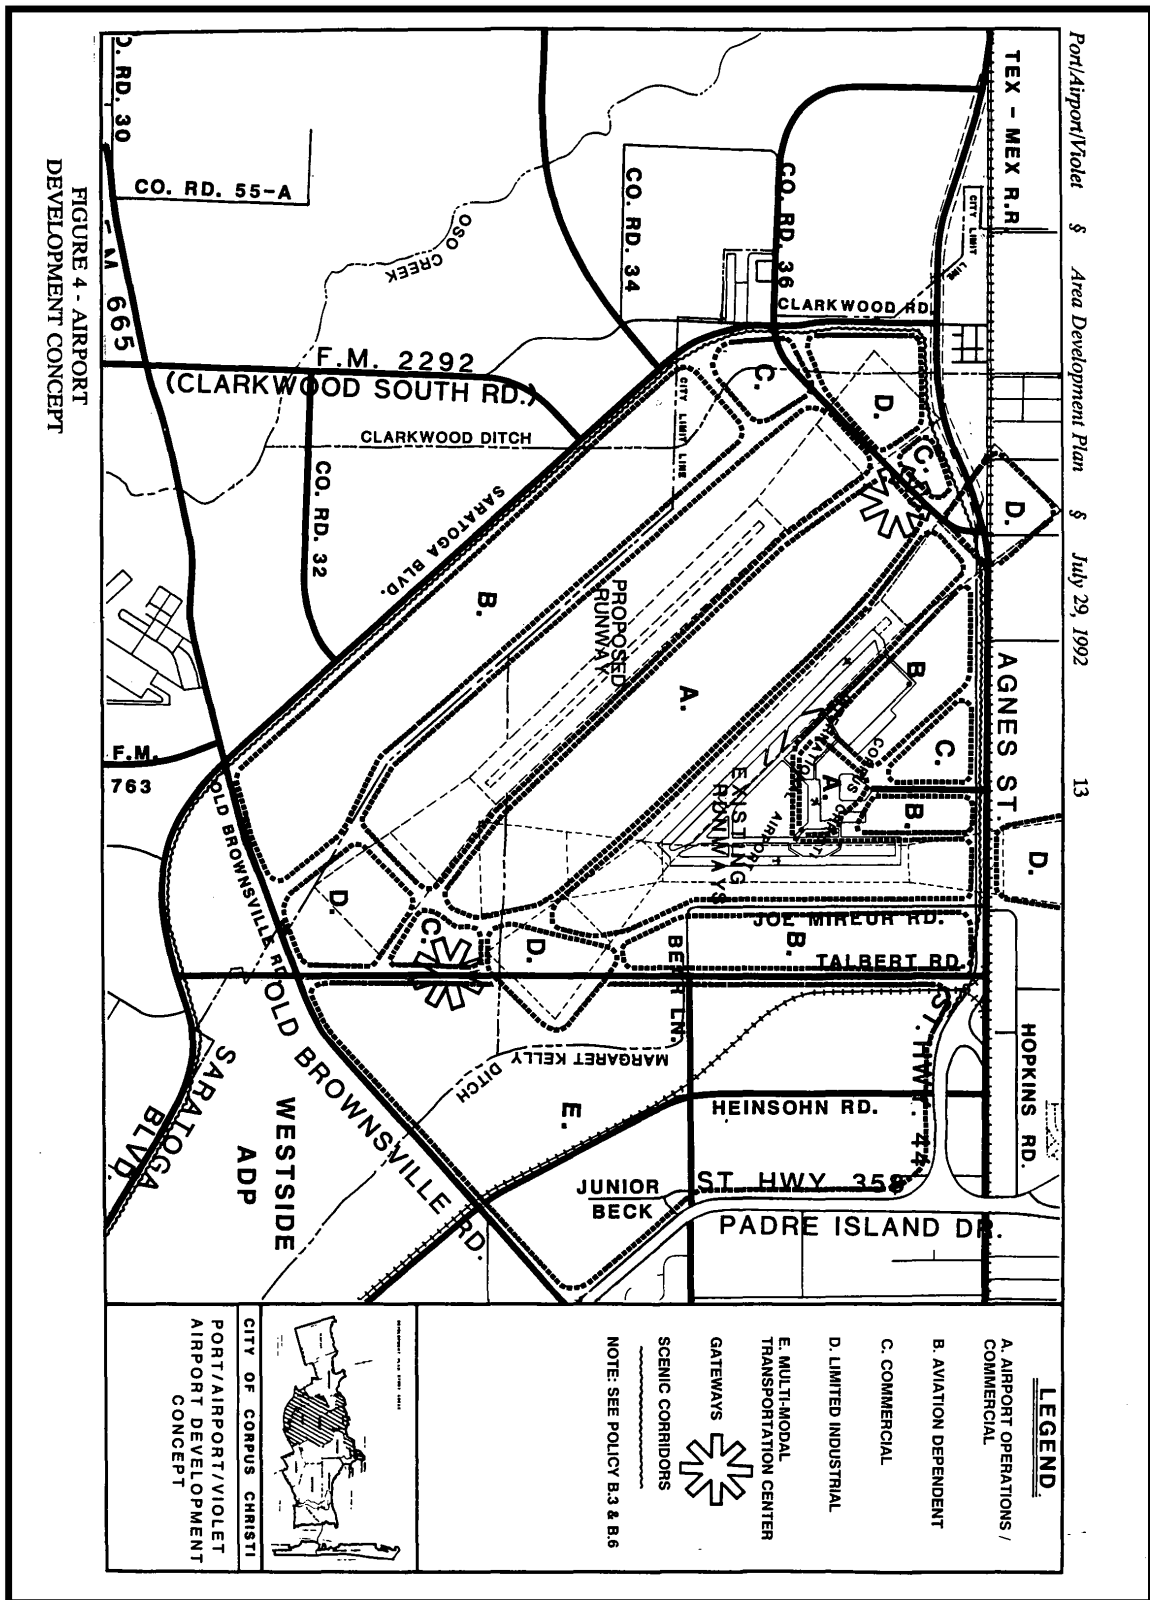 Port/Airport/Violet § Area Development Plan § July 29, 1992 13
TEX - MEX R.R.
CITY LIMIT
LINE
AGNES ST.
HOPKINS RD.
CO. RD. 36
CLARKWOOD RD.
CO. RD. 34
OSO CREEK
CO. RD. 55-A
RD. 30
665
F.M. 2292
(CLARKWOOD SOUTH RD.)
CLARKWOOD DITCH
CITY LIMIT LINE
CO. RD. 32
SARATOGA BLVD.
F.M.
763
D.
C.
C.
D.
B.
PROPOSED
RUNWAY
A.
B.
C.
A.
B.
D.
EXISTING
RUNWAYS
AIRPORT
JOE MIREUR RD.
B.
TALBERT RD.
BEAR LN.
D.
C.
D.
OLD BROWNSVILLE RD.
OLD BROWNSVILLE RD.
MARGARET KELLY
DITCH
E.
HEINSOHN RD.
ST. HWY. 44
ST HWY 358
PADRE ISLAND DR.
JUNIOR
BECK
SARATOGA
BLVD.
WESTSIDE
ADP
LEGEND
A. AIRPORT OPERATIONS /
COMMERCIAL
B. AVIATION DEPENDENT
C. COMMERCIAL
D. LIMITED INDUSTRIAL
E. MULTI-MODAL
TRANSPORTATION CENTER
GATEWAYS
SCENIC CORRIDORS
NOTE: SEE POLICY B.3 & B.6
CITY OF CORPUS CHRISTI
PORT/AIRPORT/VIOLET
AIRPORT DEVELOPMENT
CONCEPT
FIGURE 4 - AIRPORT
DEVELOPMENT CONCEPT